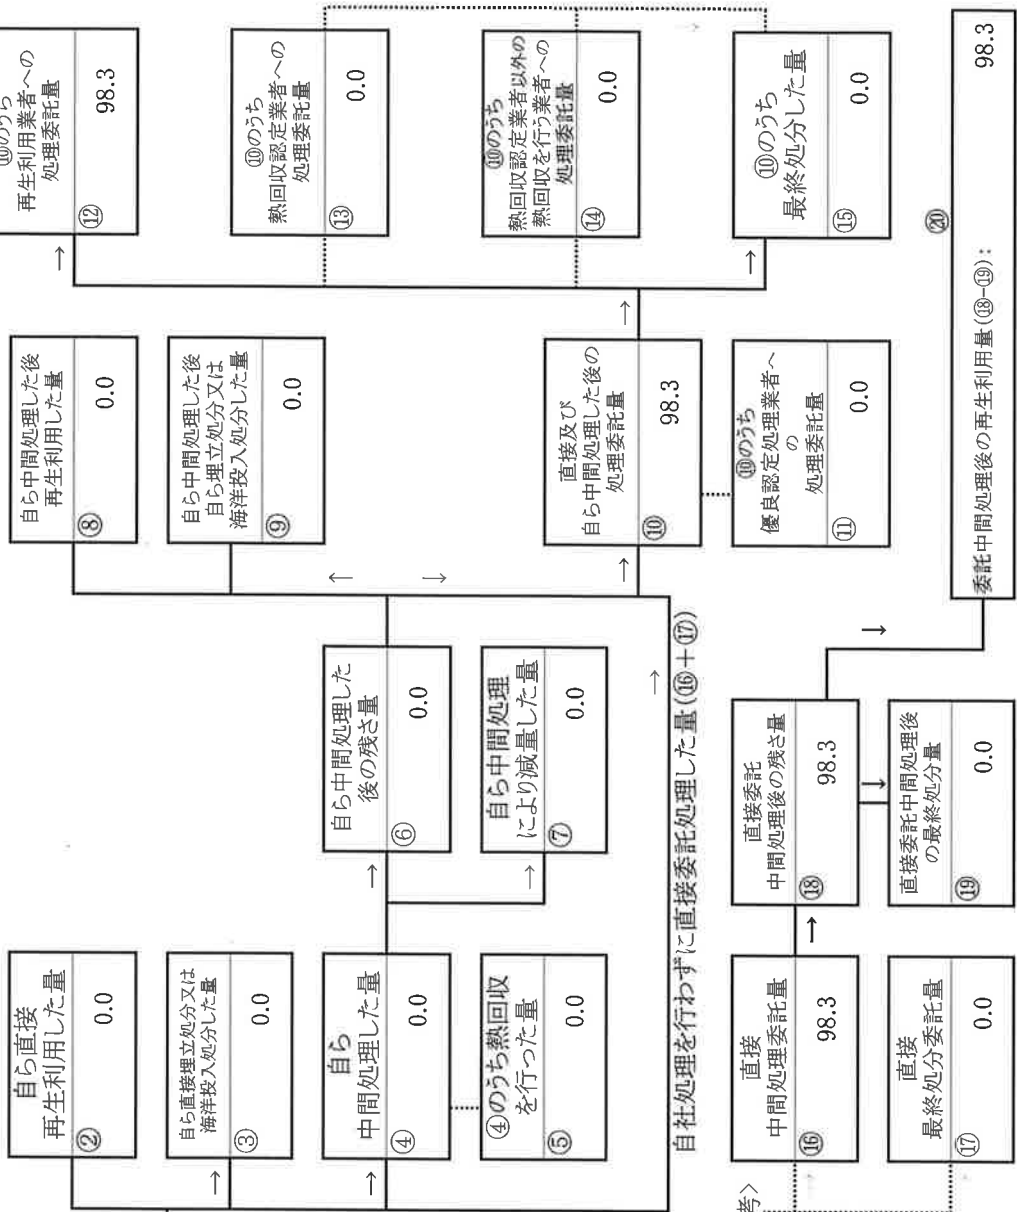 自ら直接
再生利用した量
②
0.0
自ら直接埋立処分又は
海洋投入処分した量
③
0.0
自ら
中間処理した量
④
0.0
④のうち熱回収
を行った量
⑤
0.0
自ら中間処理した
後の残さ量
⑥
0.0
自ら中間処理
により減量した量
⑦
0.0
自ら中間処理した後
再生利用した量
⑧
0.0
自ら中間処理した後
自ら埋立処分又は
海洋投入処分した量
⑨
0.0
直接及び
自ら中間処理した後の
処理委託量
⑩
98.3
⑩のうち
優良認定処理業者へ
の
処理委託量
⑪
0.0
⑩のうち
再生利用業者への
処理委託量
⑫
98.3
⑩のうち
熱回収認定業者への
処理委託量
⑬
0.0
⑩のうち
熱回収認定業者以外の
熱回収を行う業者への
処理委託量
⑭
0.0
⑩のうち
最終処分した量
⑮
0.0
自社処理を行わずに直接委託処理した量(⑯+⑰)
考>
直接
中間処理委託量
⑯
98.3
直接
最終処分委託量
⑰
0.0
直接委託
中間処理後の残さ量
⑱
98.3
直接委託中間処理後
の最終処分量
⑲
0.0
⑳
委託中間処理後の再生利用量(⑱-⑲):
98.3